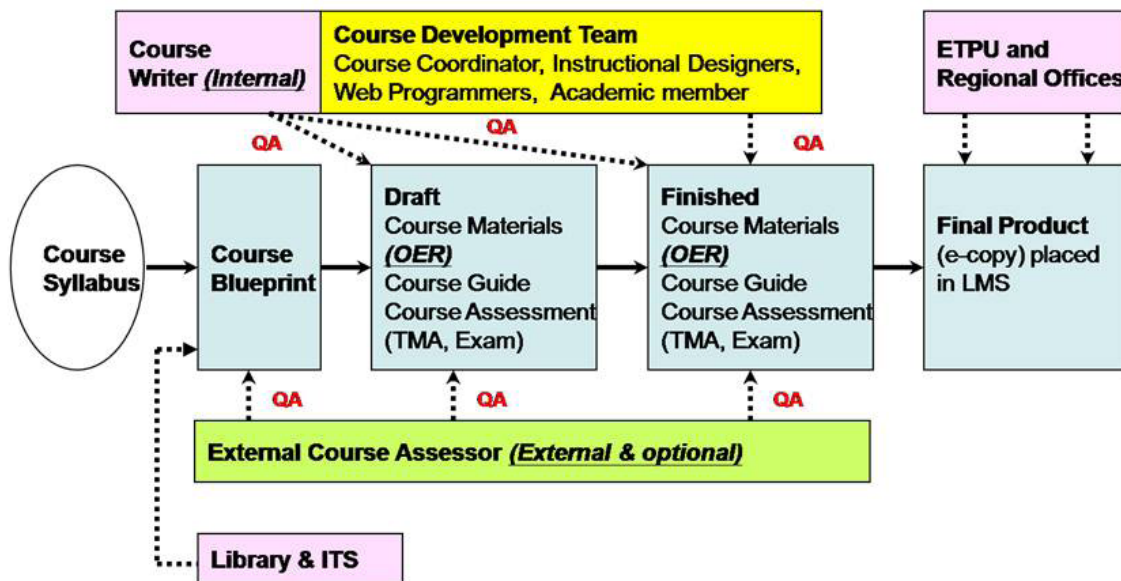 Course
Writer (Internal)
Course Development Team
Course Coordinator, Instructional Designers,
Web Programmers, Academic member
ETPU and
Regional Offices
QA
QA
QA
Course
Syllabus
Course
Blueprint
Draft
Course Materials
(OER)
Course Guide
Course Assessment
(TMA, Exam)
Finished
Course Materials
(OER)
Course Guide
Course Assessment
(TMA, Exam)
Final Product
(e-copy) placed
in LMS
QA
QA
QA
External Course Assessor (External & optional)
Library & ITS